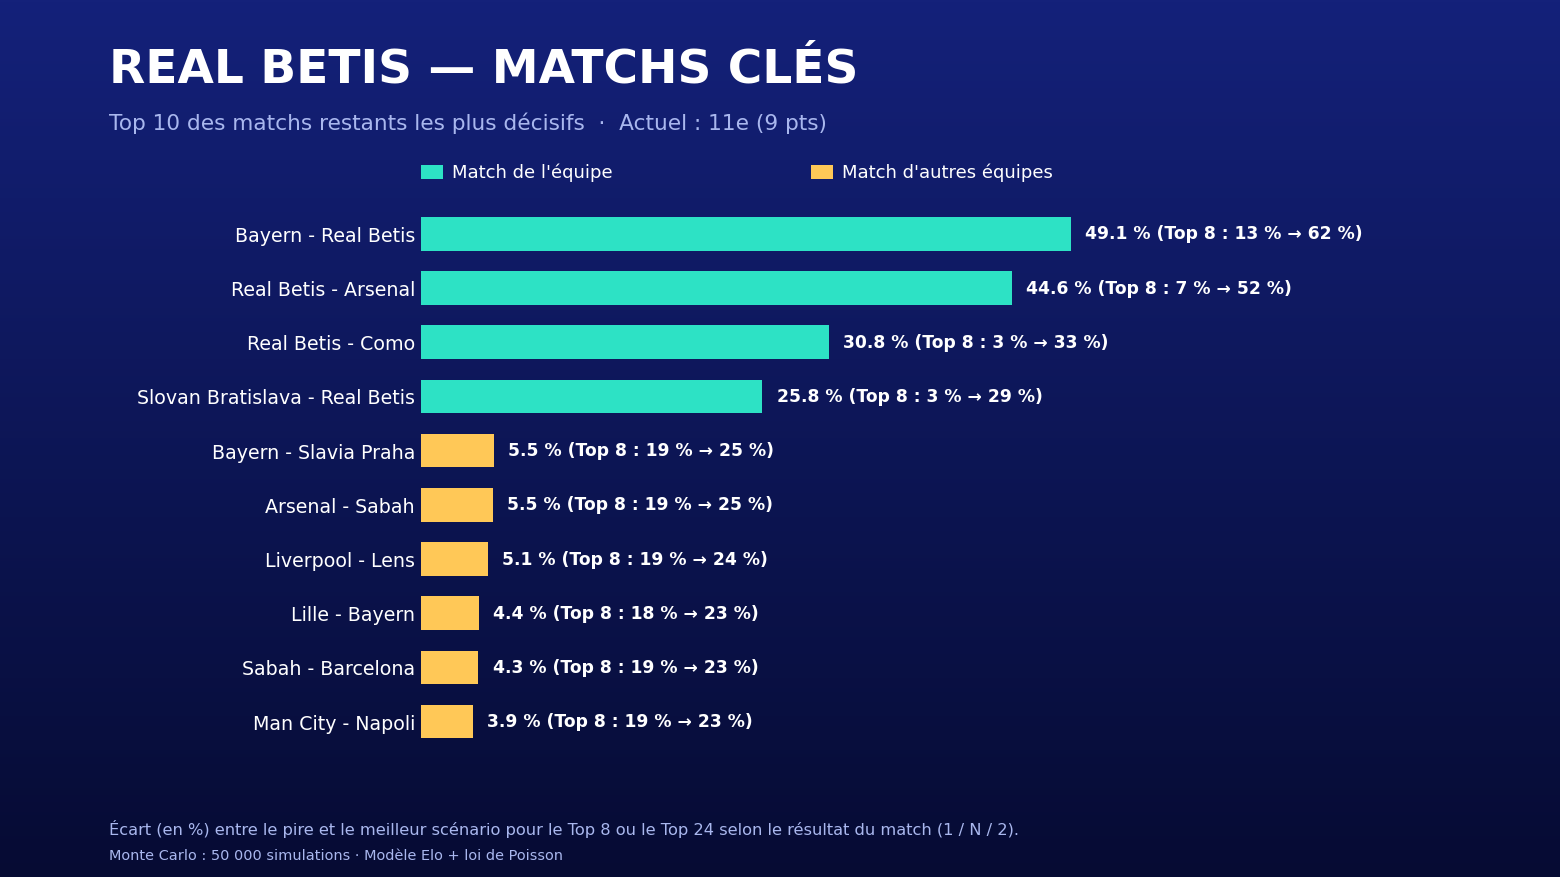 REAL BETIS — MATCHS CLÉS
Top 10 des matchs restants les plus décisifs · Actuel : 11e (9 pts)
Match de l'équipe
Match d'autres équipes
Bayern - Real Betis 49.1 % (Top 8 : 13 % → 62 %)
Real Betis - Arsenal 44.6 % (Top 8 : 7 % → 52 %)
Real Betis - Como 30.8 % (Top 8 : 3 % → 33 %)
Slovan Bratislava - Real Betis 25.8 % (Top 8 : 3 % → 29 %)
Bayern - Slavia Praha 5.5 % (Top 8 : 19 % → 25 %)
Arsenal - Sabah 5.5 % (Top 8 : 19 % → 25 %)
Liverpool - Lens 5.1 % (Top 8 : 19 % → 24 %)
Lille - Bayern 4.4 % (Top 8 : 18 % → 23 %)
Sabah - Barcelona 4.3 % (Top 8 : 19 % → 23 %)
Man City - Napoli 3.9 % (Top 8 : 19 % → 23 %)
Écart (en %) entre le pire et le meilleur scénario pour le Top 8 ou le Top 24 selon le résultat du match (1 / N / 2).
Monte Carlo : 50 000 simulations · Modèle Elo + loi de Poisson